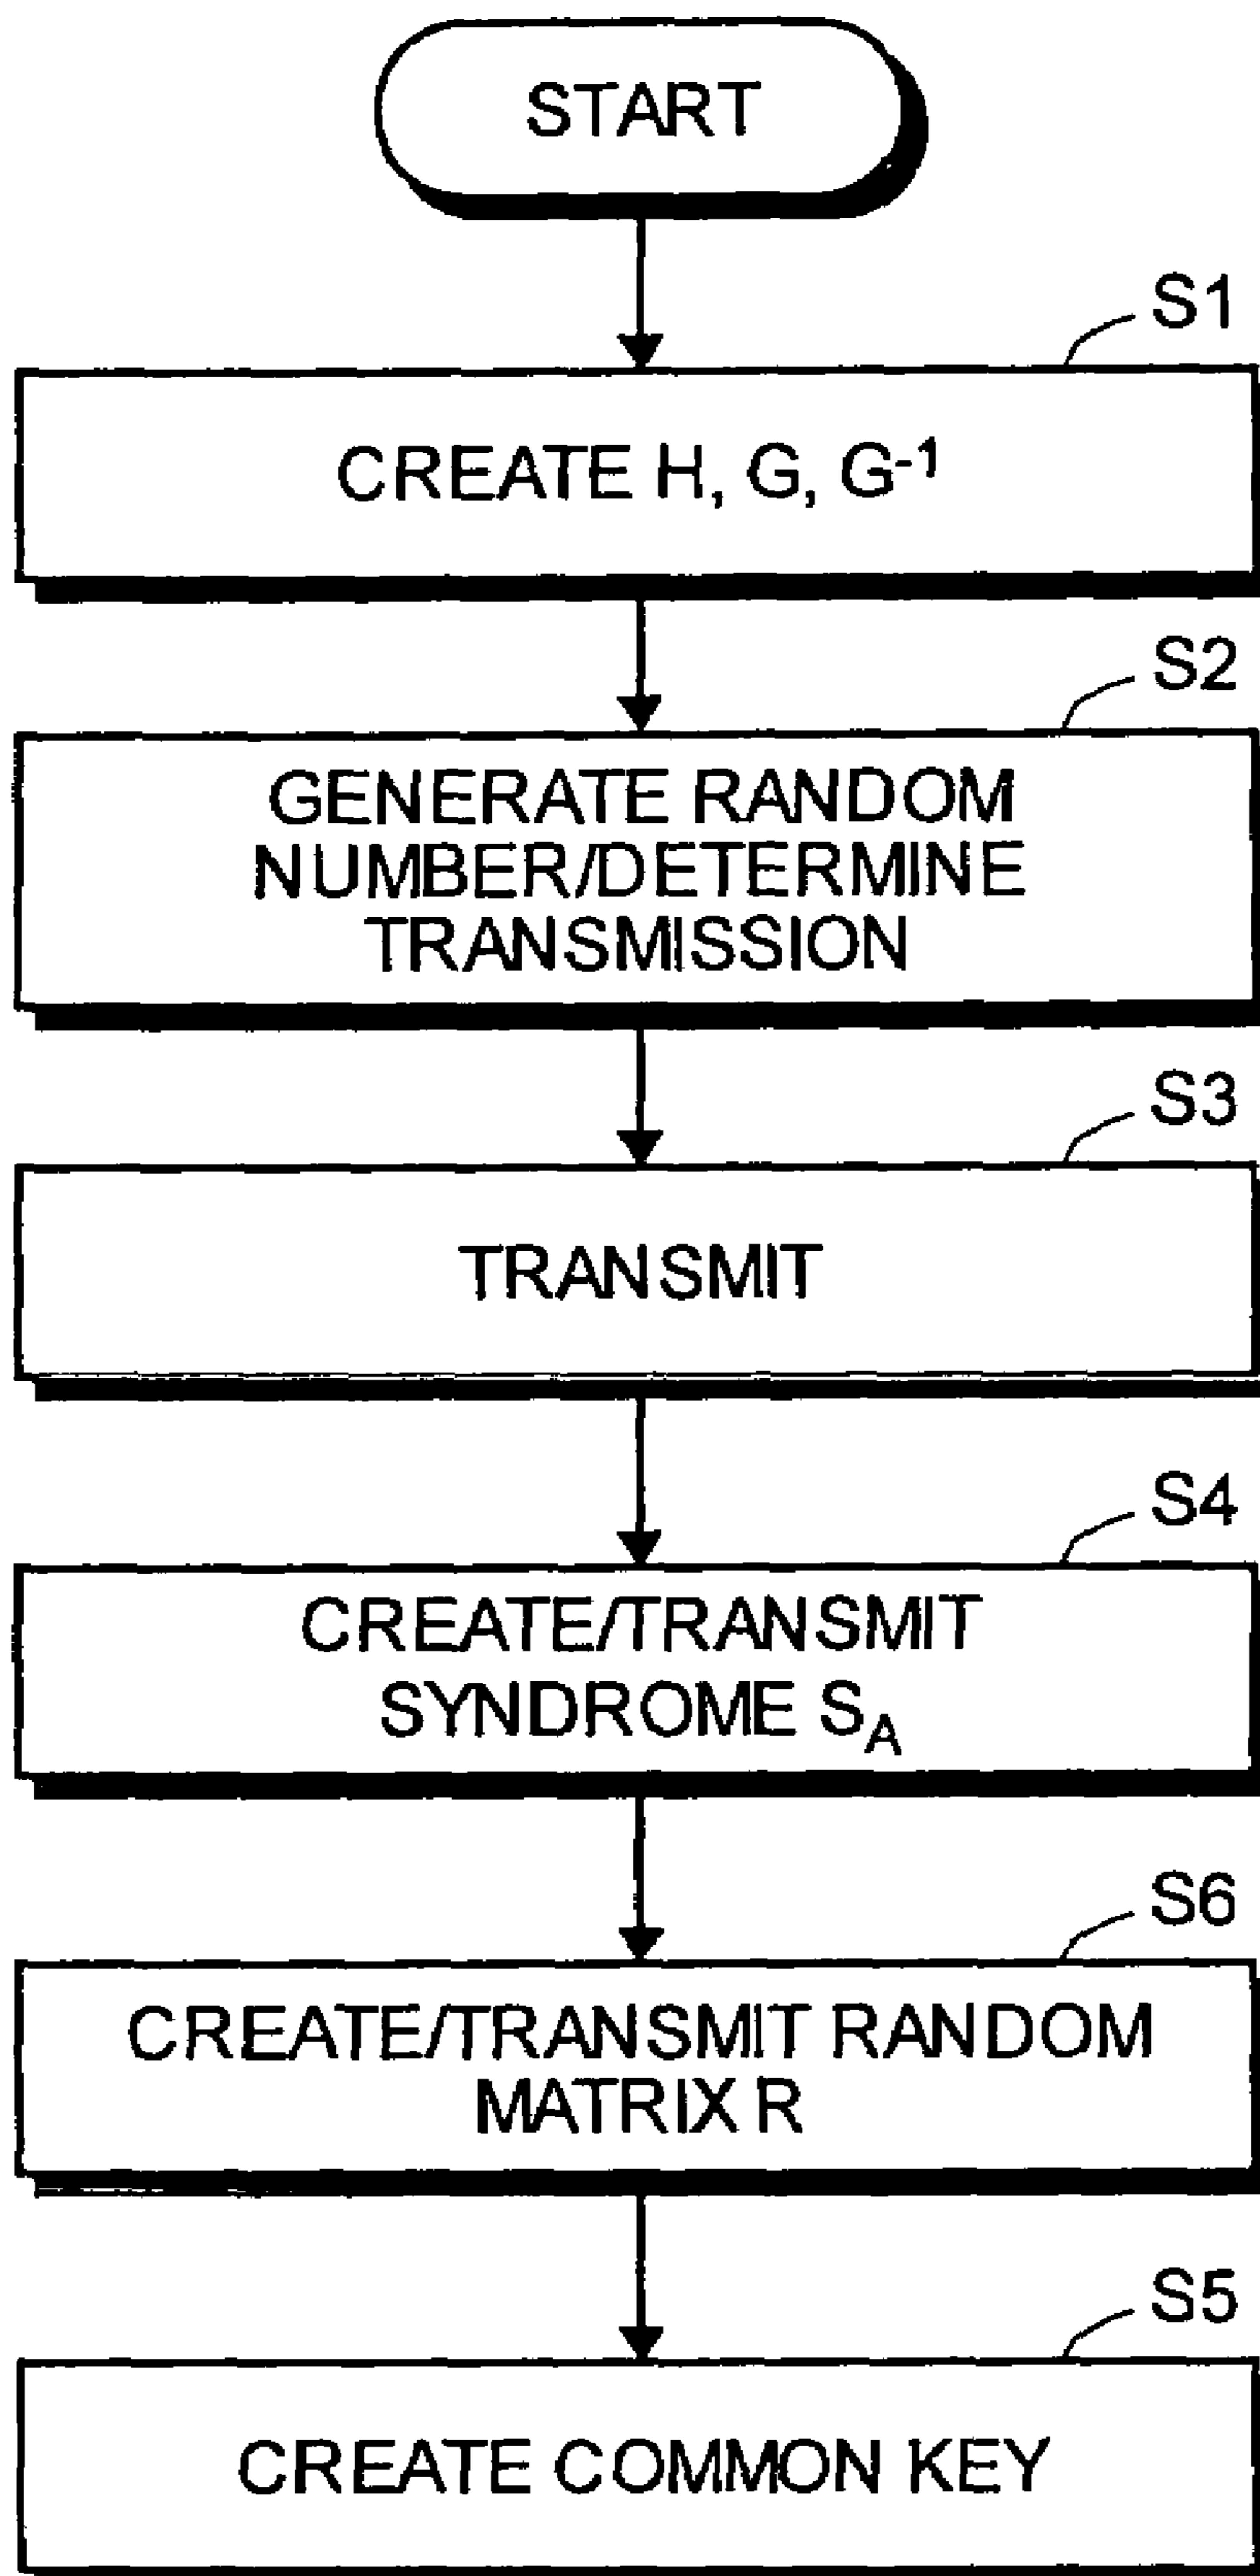 START
S1
CREATE H, G, G⁻¹
S2
GENERATE RANDOM
NUMBER/DETERMINE
TRANSMISSION
S3
TRANSMIT
S4
CREATE/TRANSMIT
SYNDROME S_A
S6
CREATE/TRANSMIT RANDOM
MATRIX R
S5
CREATE COMMON KEY